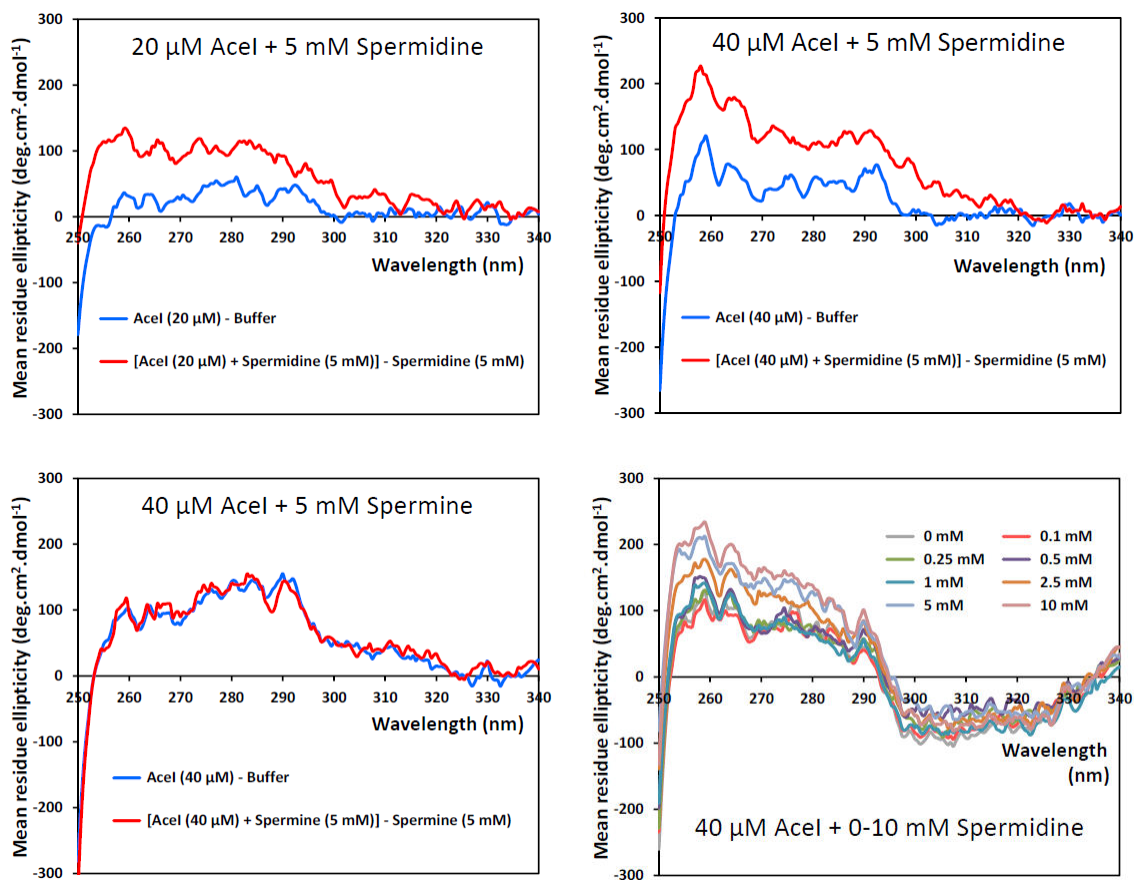 20 µM AceI + 5 mM Spermidine
Mean residue ellipticity (deg.cm².dmol⁻¹)
300
200
100
0
-100
-200
-300
250 260 270 280 290 300 310 320 330 340
Wavelength (nm)
AceI (20 µM) - Buffer
[AceI (20 µM) + Spermidine (5 mM)] - Spermidine (5 mM)
40 µM AceI + 5 mM Spermidine
Mean residue ellipticity (deg.cm².dmol⁻¹)
300
200
100
0
-100
-200
-300
250 260 270 280 290 300 310 320 330 340
Wavelength (nm)
AceI (40 µM) - Buffer
[AceI (40 µM) + Spermidine (5 mM)] - Spermidine (5 mM)
40 µM AceI + 5 mM Spermine
Mean residue ellipticity (deg.cm².dmol⁻¹)
300
200
100
0
-100
-200
-300
250 260 270 280 290 300 310 320 330 340
Wavelength (nm)
AceI (40 µM) - Buffer
[AceI (40 µM) + Spermine (5 mM)] - Spermine (5 mM)
Mean residue ellipticity (deg.cm².dmol⁻¹)
300
200
100
0
-100
-200
-300
0 mM 0.1 mM
0.25 mM 0.5 mM
1 mM 2.5 mM
5 mM 10 mM
250 260 270 280 290 300 310 320 330 340
Wavelength
(nm)
40 µM AceI + 0-10 mM Spermidine